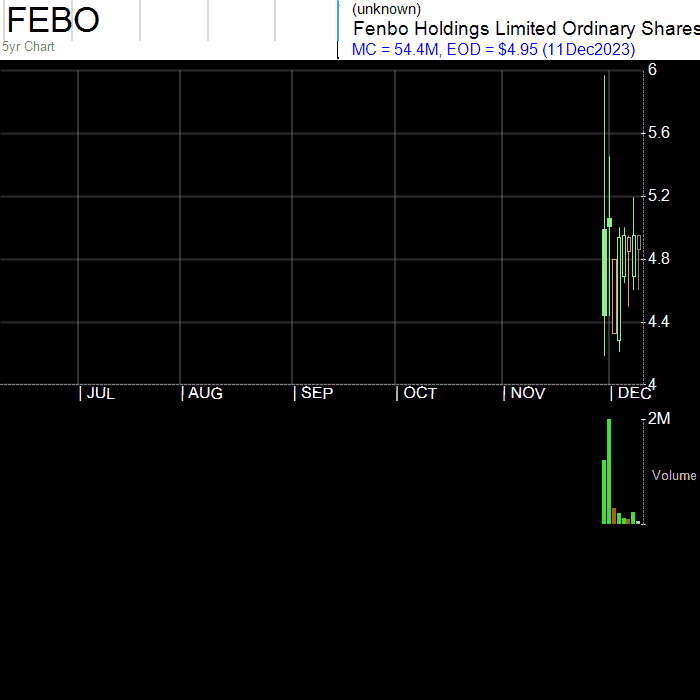 FEBO
5yr Chart
(unknown)
Fenbo Holdings Limited Ordinary Shares
MC = 54.4M, EOD = $4.95 (11Dec2023)
6
5.6
5.2
4.8
4.4
4
| JUL | AUG | SEP | OCT | NOV | DEC
2M
Volume